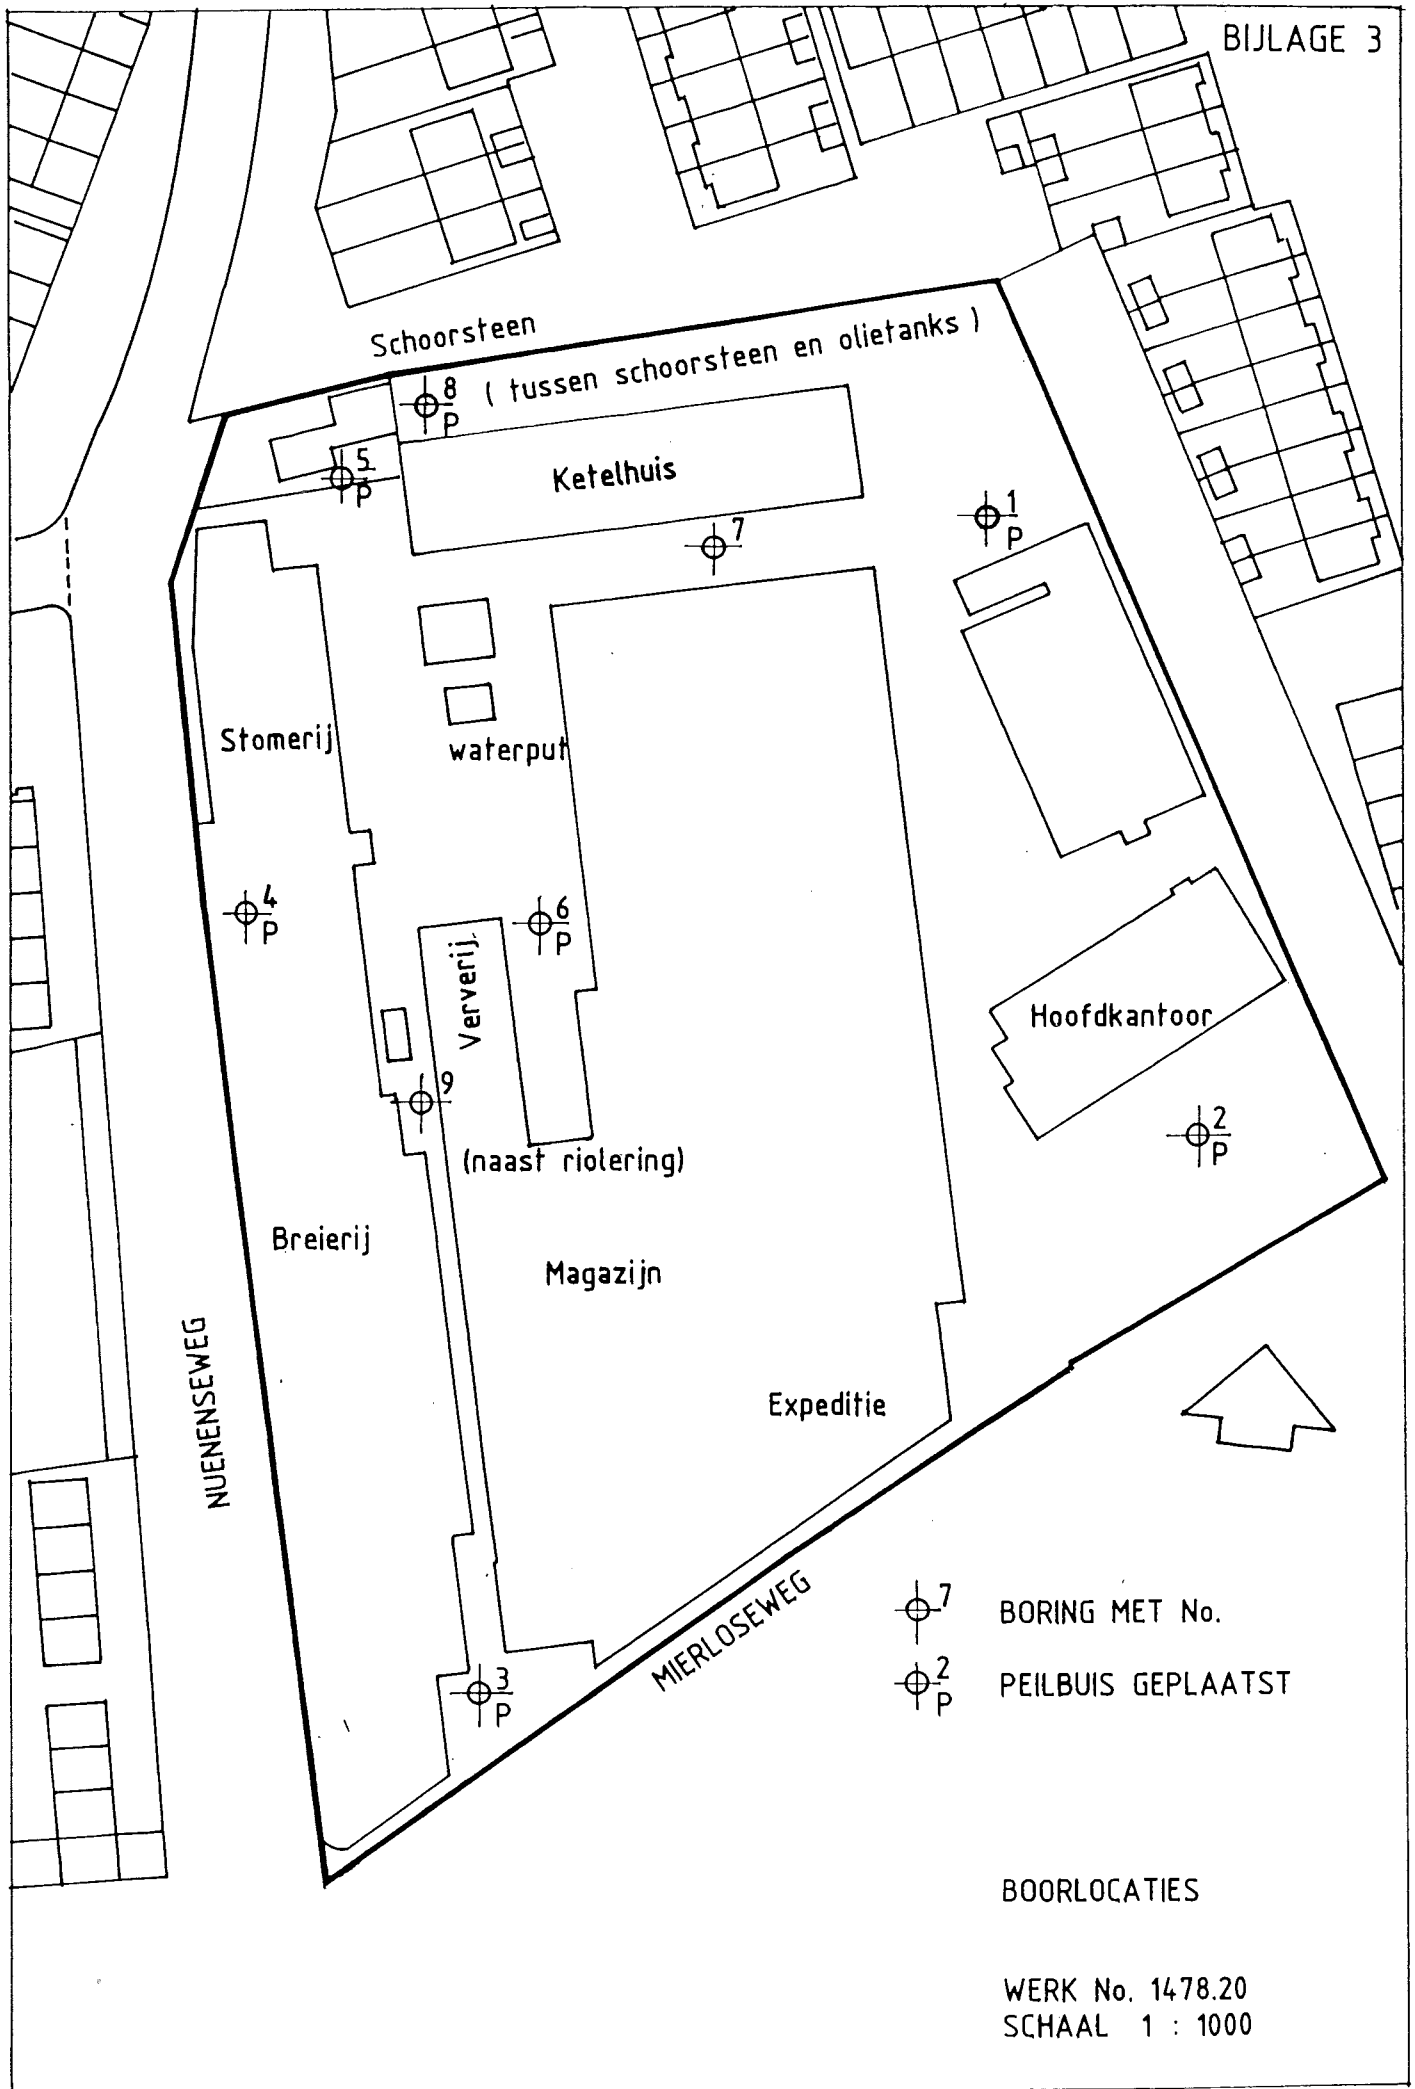 BIJLAGE 3
Schoorsteen
( tussen schoorsteen en olietanks )
8
P
5
P
Ketelhuis
1
P
7
Stomerij
waterput
4
P
6
P
Ververij
Hoofdkantoor
9
2
P
(naast riolering)
Breierij
Magazijn
NUENENSEWEG
Expeditie
MIERLOSEWEG
3
P
7 BORING MET No.
2
P PEILBUIS GEPLAATST
BOORLOCATIES
WERK No. 1478.20
SCHAAL 1 : 1000